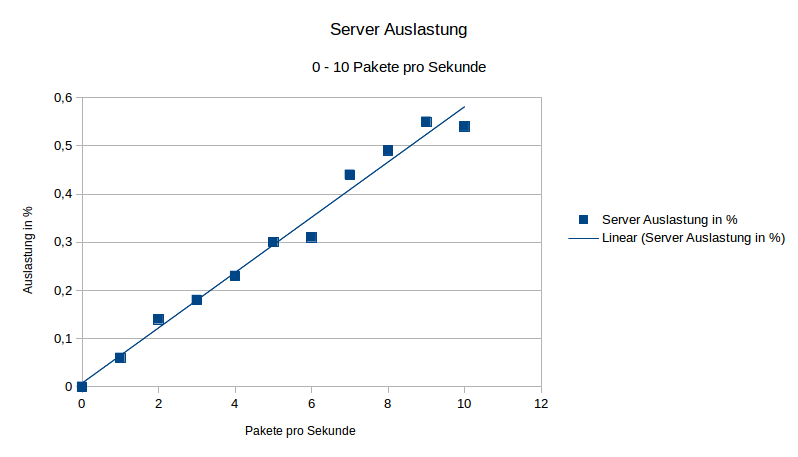 Server Auslastung
0 - 10 Pakete pro Sekunde
0,6
0,5
0,4
0,3
0,2
0,1
0
Auslastung in %
0 2 4 6 8 10 12
Pakete pro Sekunde
Server Auslastung in %
Linear (Server Auslastung in %)